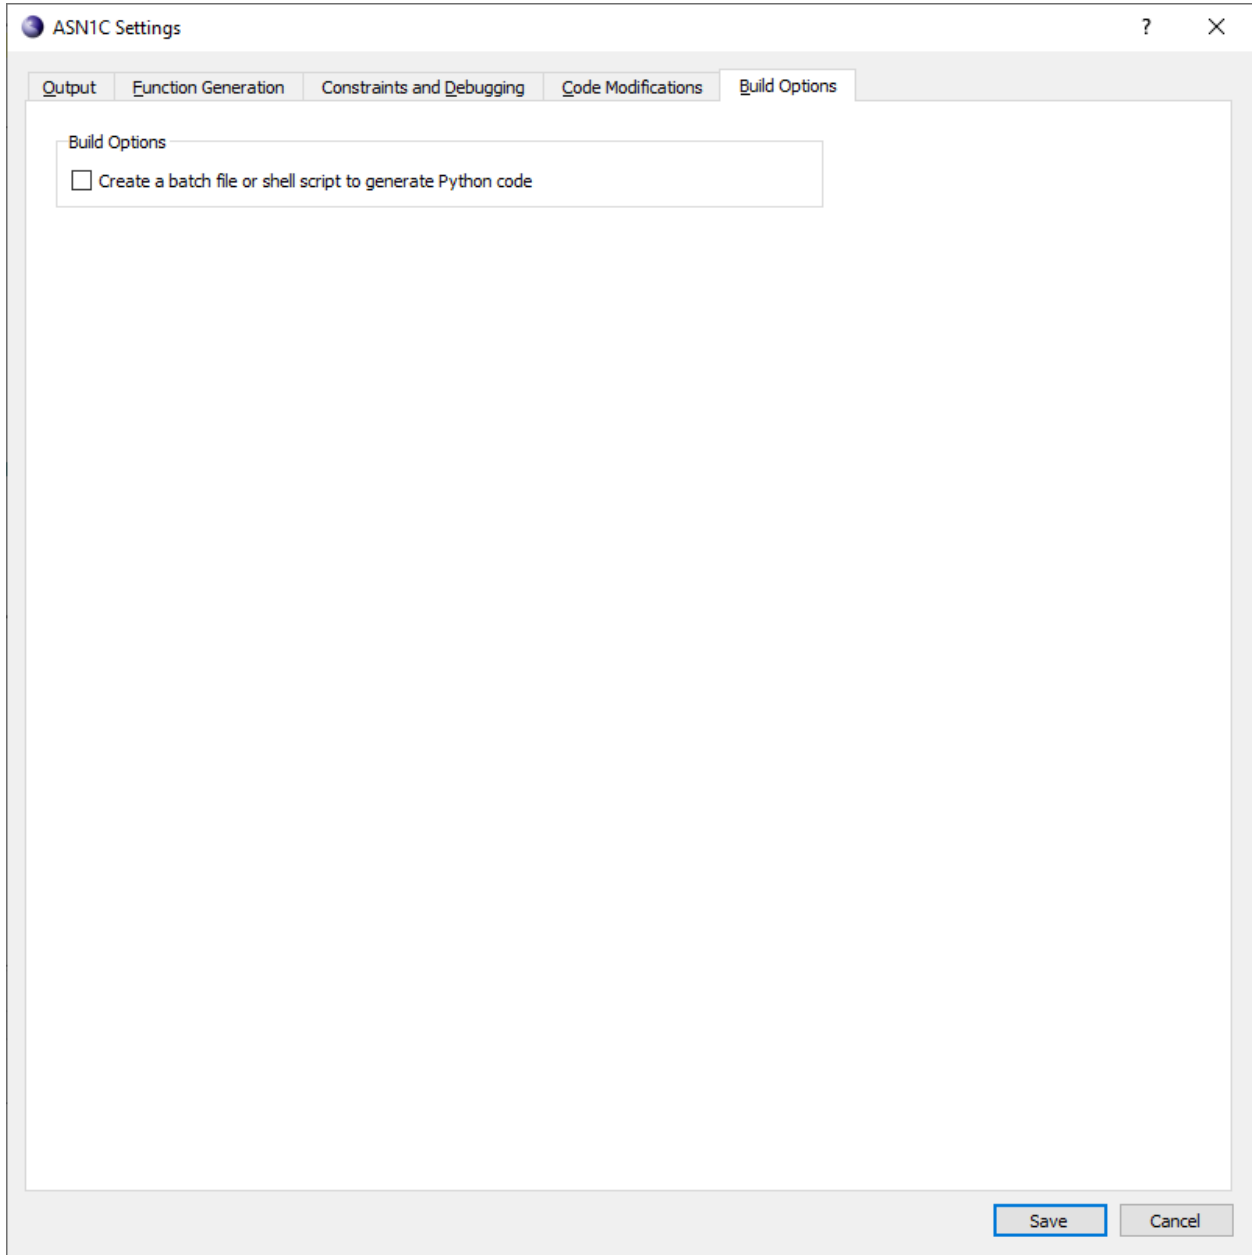 ASN1C Settings
?
Output Function Generation Constraints and Debugging Code Modifications Build Options
Build Options
Create a batch file or shell script to generate Python code
Save Cancel